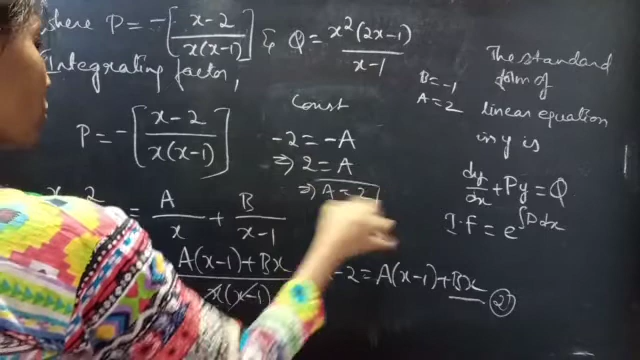 where P = -[x-2 / x(x-1)] & Q = x²(2x-1) / x-1
Integrating factor,
P = -[x-2 / x(x-1)]
= A / x + B / x-1
A(x-1) + Bx / x(x-1)
Const
-2 = -A
⇒ 2 = A
⇒ A = 2
-2 = A(x-1) + Bx (2)
B = -1
A = 2
The standard
form of
linear equation
in y is
dy/dx + Py = Q
I.f = e^∫Pdx